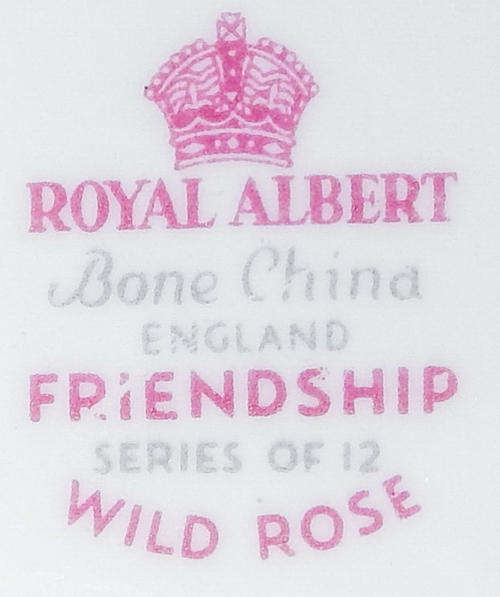 ROYAL ALBERT
Bone China
ENGLAND
FRiENDSHIP
SERIES OF 12
WILD ROSE